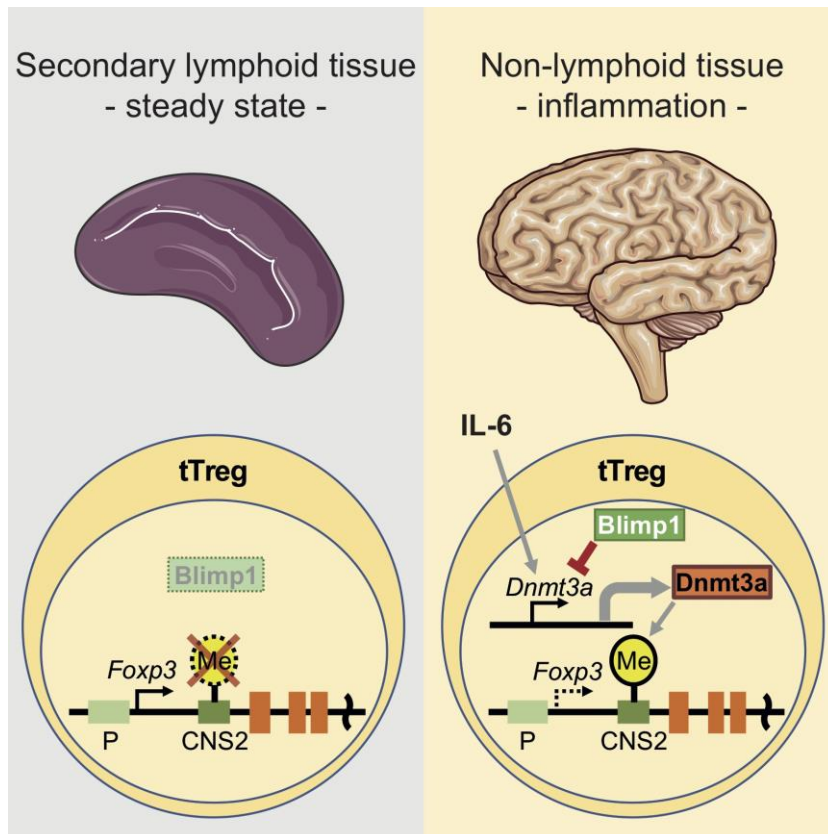 Secondary lymphoid tissue
- steady state -
Non-lymphoid tissue
- inflammation -
tTreg
Blimp1
Me
Foxp3
P
CNS2
IL-6
tTreg
Blimp1
Dnmt3a
Dnmt3a
Me
Foxp3
P
CNS2